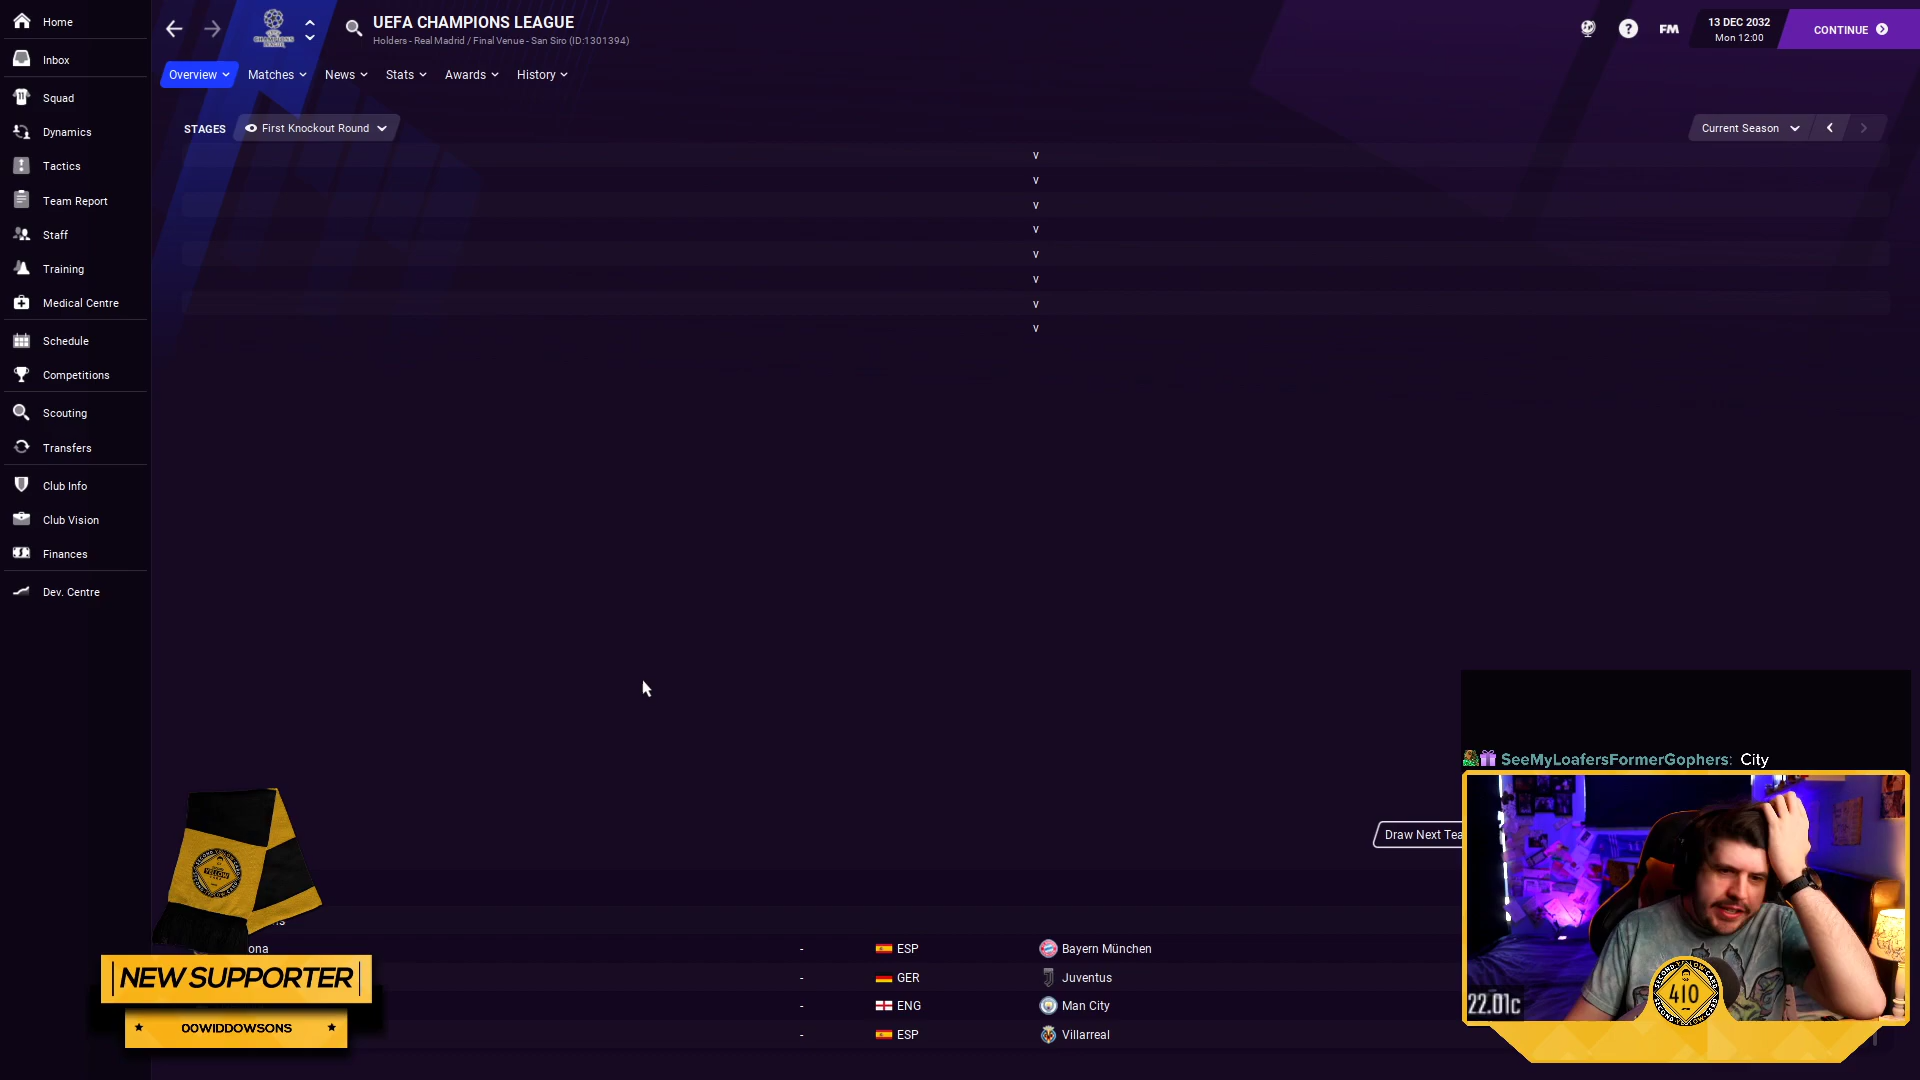 Home
Inbox
Squad
Dynamics
Tactics
Team Report
Staff
Training
Medical Centre
Schedule
Competitions
Scouting
Transfers
Club Info
Club Vision
Finances
Dev. Centre
UEFA CHAMPIONS LEAGUE
Holders - Real Madrid / Final Venue - San Siro (ID:1301394)
FM
13 DEC 2032
Mon 12:00
CONTINUE
Overview
Matches
News
Stats
Awards
History
STAGES
First Knockout Round
Current Season
v
v
v
v
v
v
v
v
Draw Next Tea
ona - ESP Bayern München
- GER Juventus
- ENG Man City
- ESP Villarreal
NEW SUPPORTER
00WIDDOWSONS
SeeMyLoafersFormerGophers: City
22.01c
410